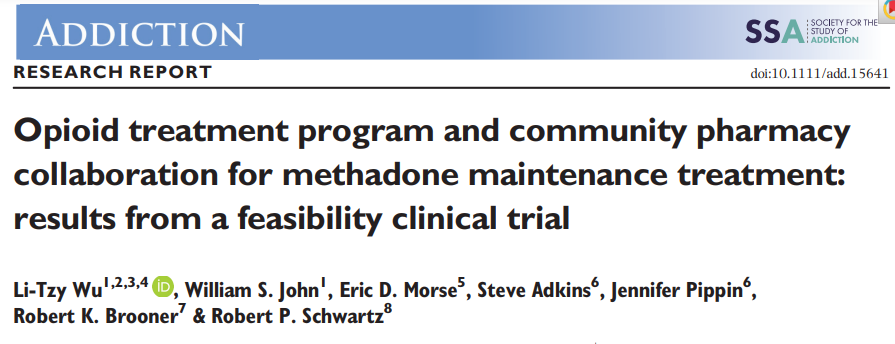 ADDICTION
SSA
SOCIETY FOR THE
STUDY OF
ADDICTION
RESEARCH REPORT
doi:10.1111/add.15641
Opioid treatment program and community pharmacy
collaboration for methadone maintenance treatment:
results from a feasibility clinical trial
Li-Tzy Wu1,2,3,4 iD, William S. John1, Eric D. Morse5, Steve Adkins6, Jennifer Pippin6,
Robert K. Brooner7 & Robert P. Schwartz8